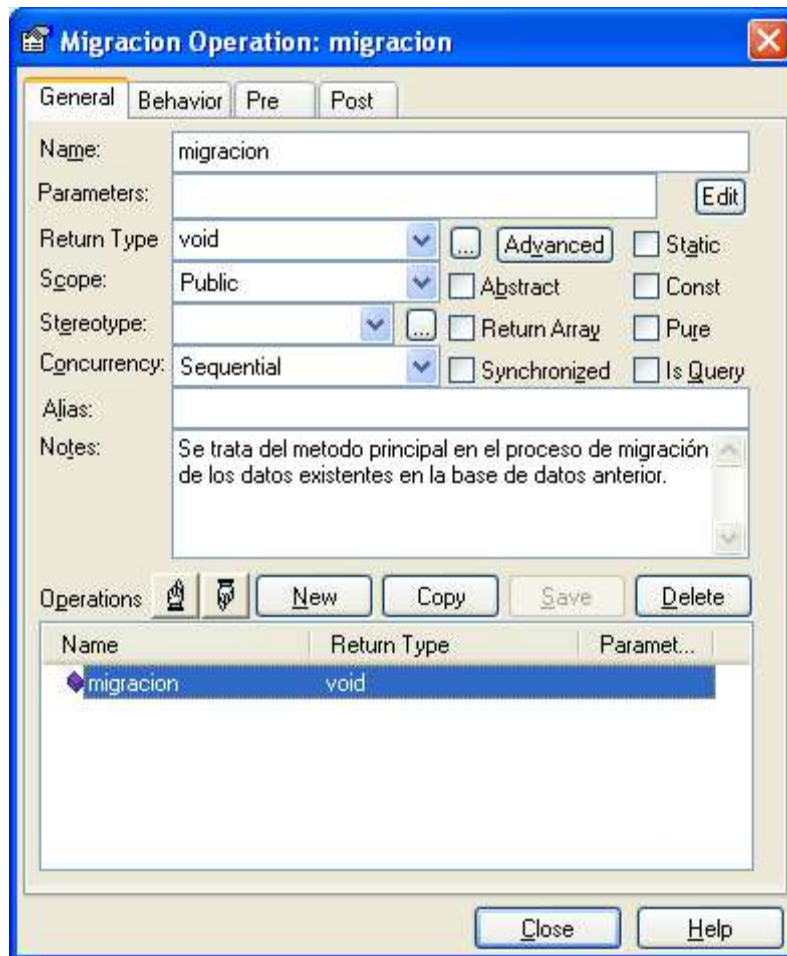 Migracion Operation: migracion
General Behavior Pre Post
Name: migracion
Parameters: Edit
Return Type void ... Advanced Static
Scope: Public Abstract Const
Stereotype: ... Return Array Pure
Concurrency: Sequential Synchronized Is Query
Alias:
Notes: Se trata del metodo principal en el proceso de migración
de los datos existentes en la base de datos anterior.
Operations New Copy Save Delete
Name Return Type Paramet...
migracion void
Close Help